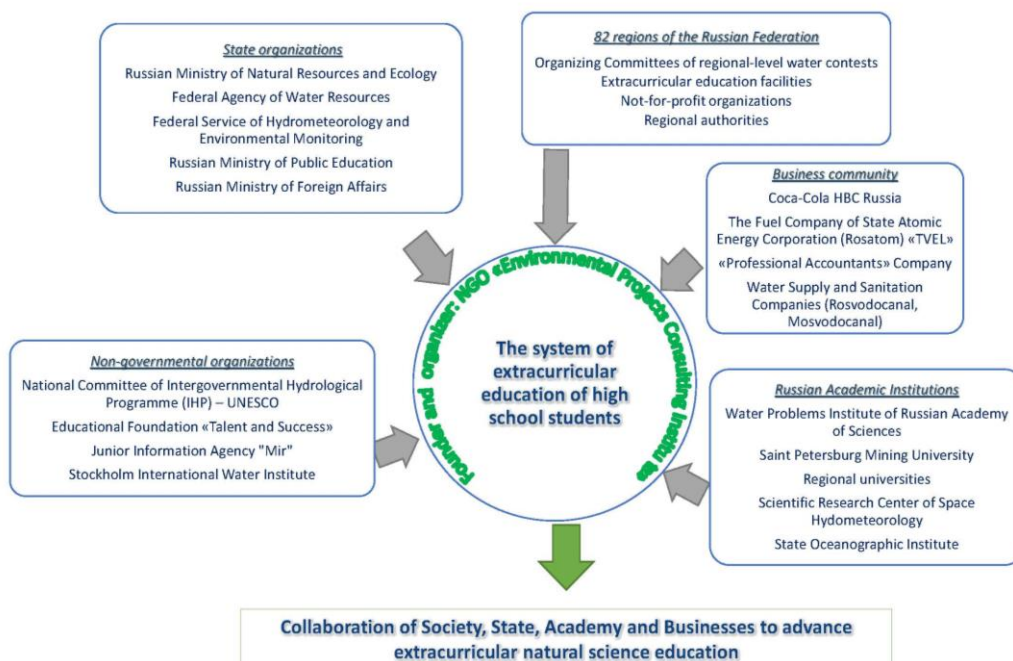 State organizations
Russian Ministry of Natural Resources and Ecology
Federal Agency of Water Resources
Federal Service of Hydrometeorology and
Environmental Monitoring
Russian Ministry of Public Education
Russian Ministry of Foreign Affairs
82 regions of the Russian Federation
Organizing Committees of regional-level water contests
Extracurricular education facilities
Not-for-profit organizations
Regional authorities
Business community
Coca-Cola HBC Russia
The Fuel Company of State Atomic
Energy Corporation (Rosatom) «TVEL»
«Professional Accountants» Company
Water Supply and Sanitation
Companies (Rosvodocanal,
Mosvodocanal)
Founder and organizer: NGO «Environmental Projects Consulting Institute
The system of
extracurricular
education of high
school students
Non-governmental organizations
National Committee of Intergovernmental Hydrological
Programme (IHP) – UNESCO
Educational Foundation «Talent and Success»
Junior Information Agency "Mir"
Stockholm International Water Institute
Russian Academic Institutions
Water Problems Institute of Russian Academy
of Sciences
Saint Petersburg Mining University
Regional universities
Scientific Research Center of Space
Hydometeorology
State Oceanographic Institute
Collaboration of Society, State, Academy and Businesses to advance
extracurricular natural science education